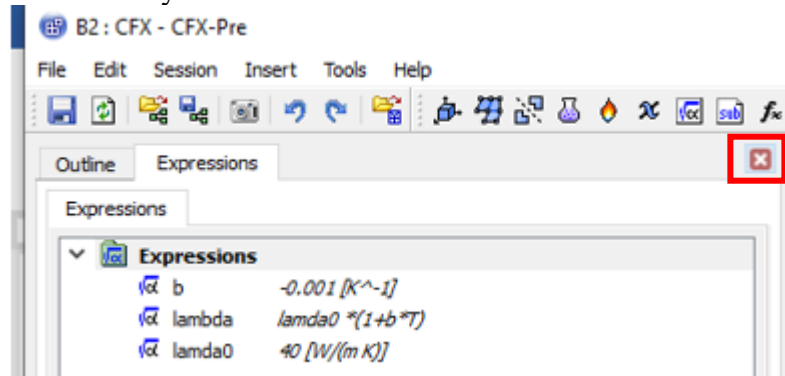 B2 : CFX - CFX-Pre
File Edit Session Insert Tools Help
Outline Expressions
Expressions
Expressions
b -0.001 [K^-1]
lambda lamda0 *(1+b*T)
lamda0 40 [W/(m K)]